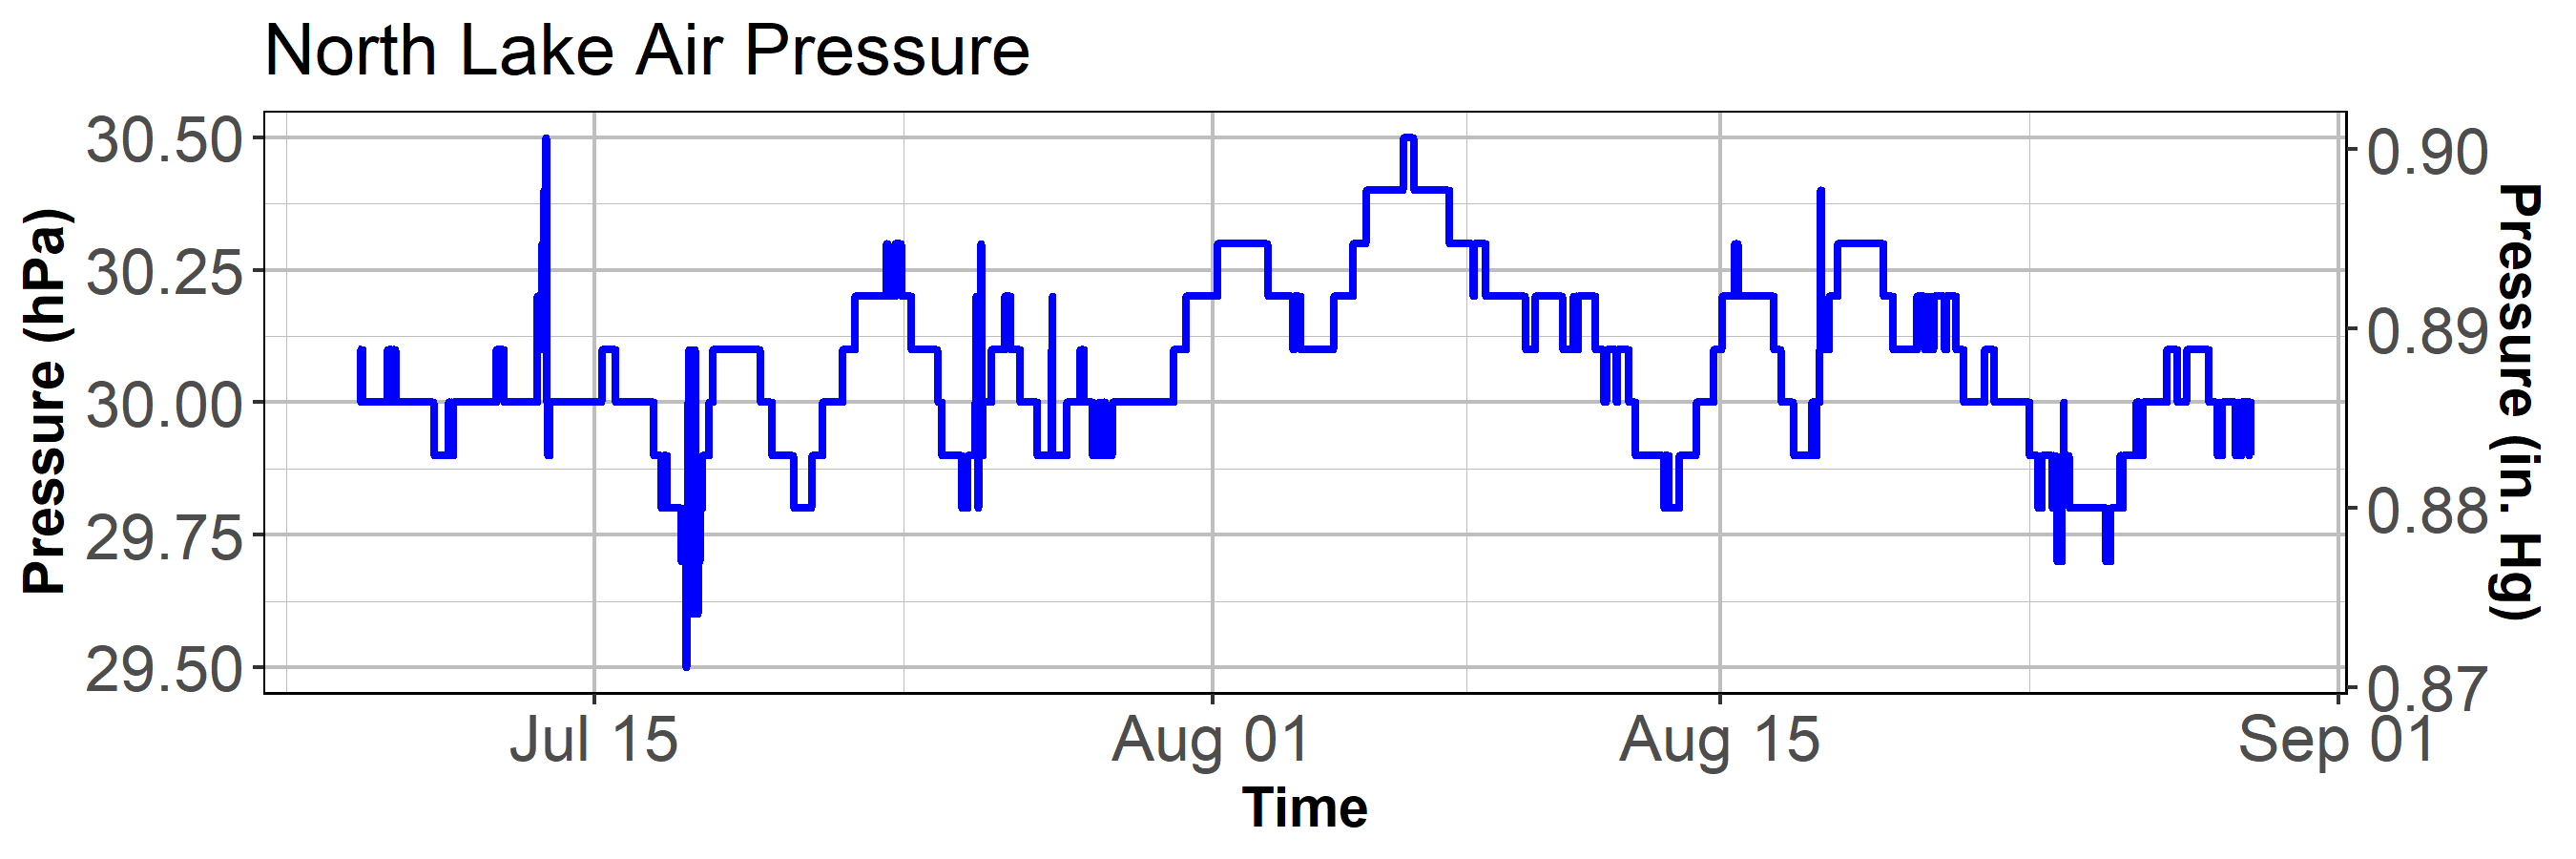 North Lake Air Pressure
30.50
30.25
30.00
29.75
29.50
Pressure (hPa)
0.90
0.89
0.88
0.87
Pressure (in. Hg)
Jul 15
Aug 01
Aug 15
Sep 01
Time